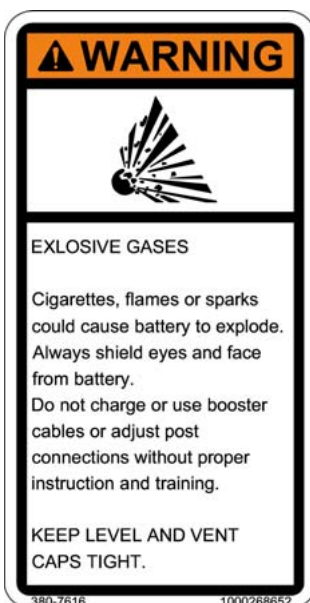 WARNING
EXLOSIVE GASES
Cigarettes, flames or sparks
could cause battery to explode.
Always shield eyes and face
from battery.
Do not charge or use booster
cables or adjust post
connections without proper
instruction and training.
KEEP LEVEL AND VENT
CAPS TIGHT.
380-7616 1000268652